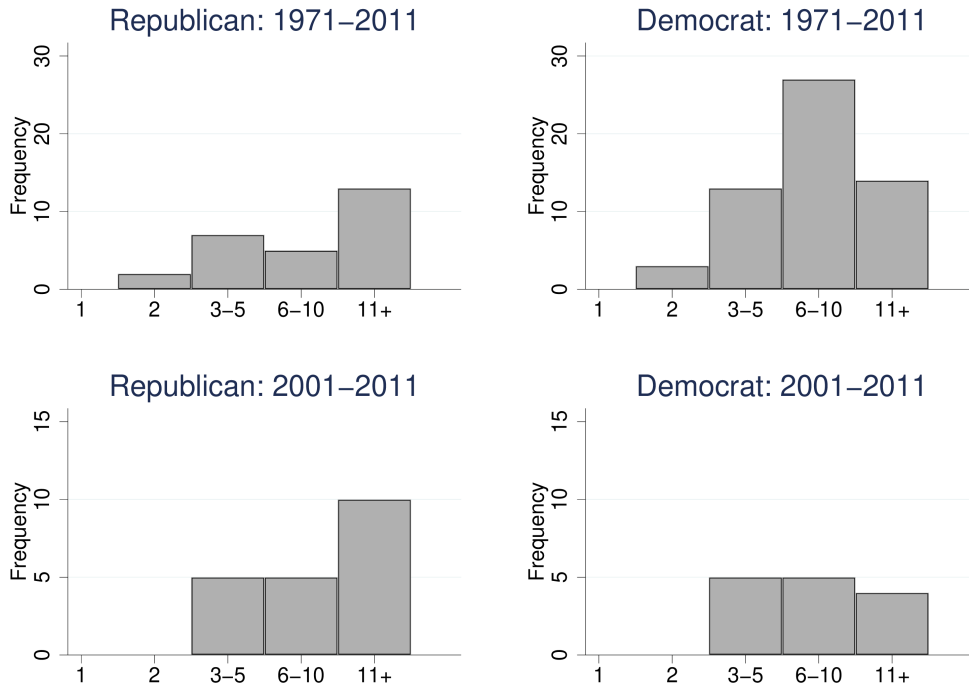 Republican: 1971−2011
Frequency
30
20
10
0
1 2 3−5 6−10 11+
Democrat: 1971−2011
Frequency
30
20
10
0
1 2 3−5 6−10 11+
Republican: 2001−2011
Frequency
15
10
5
0
1 2 3−5 6−10 11+
Democrat: 2001−2011
Frequency
15
10
5
0
1 2 3−5 6−10 11+